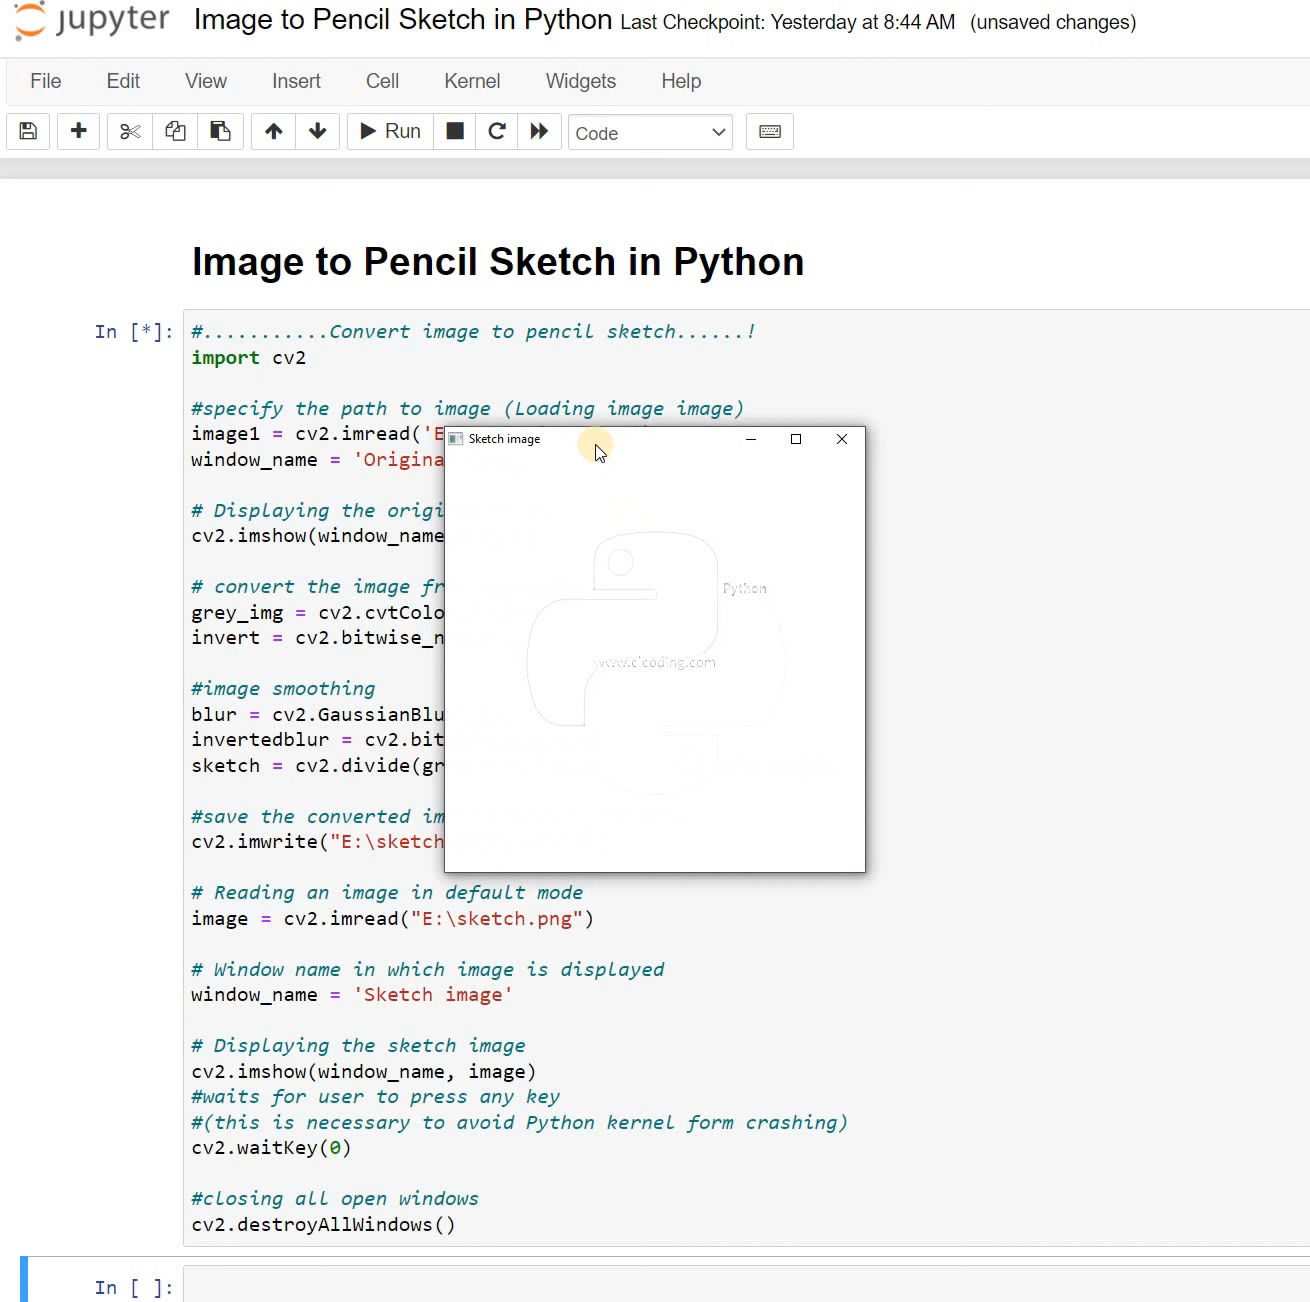 jupyter Image to Pencil Sketch in Python Last Checkpoint: Yesterday at 8:44 AM (unsaved changes)
File Edit View Insert Cell Kernel Widgets Help
Run Code
Image to Pencil Sketch in Python
In [*]:
#...........Convert image to pencil sketch......!
import cv2
#specify the path to image (Loading image image)
image1 = cv2.imread('E
window_name = 'Origina
# Displaying the origi
cv2.imshow(window_name
# convert the image fr
grey_img = cv2.cvtColo
invert = cv2.bitwise_n
#image smoothing
blur = cv2.GaussianBlu
invertedblur = cv2.bit
sketch = cv2.divide(gr
#save the converted im
cv2.imwrite("E:\sketch
# Reading an image in default mode
image = cv2.imread("E:\sketch.png")
# Window name in which image is displayed
window_name = 'Sketch image'
# Displaying the sketch image
cv2.imshow(window_name, image)
#waits for user to press any key
#(this is necessary to avoid Python kernel form crashing)
cv2.waitKey(0)
#closing all open windows
cv2.destroyAllWindows()
Sketch image
Python
www.clcoding.com
In [ ]: